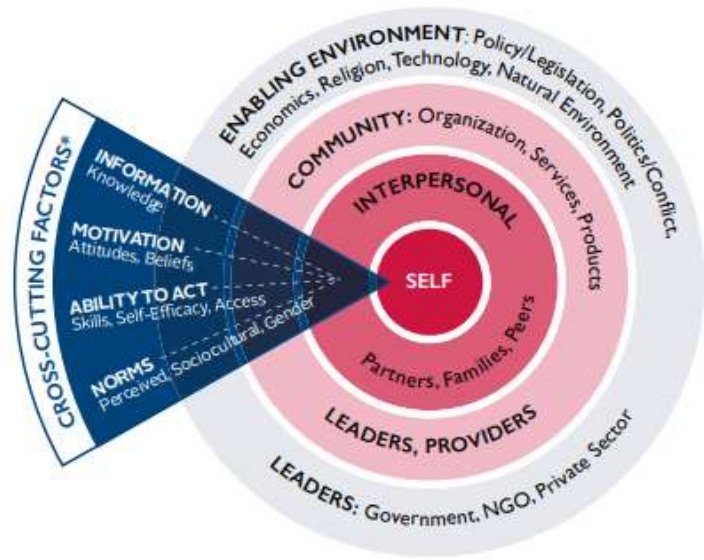 ENABLING ENVIRONMENT: Policy/Legislation, Politics/Conflict,
Economics, Religion, Technology, Natural Environment
COMMUNITY: Organization, Services, Products
INTERPERSONAL
SELF
Partners, Families, Peers
LEADERS, PROVIDERS
LEADERS: Government, NGO, Private Sector
CROSS-CUTTING FACTORS*
INFORMATION
Knowledge
MOTIVATION
Attitudes, Beliefs
ABILITY TO ACT
Skills, Self-Efficacy, Access
NORMS
Perceived, Sociocultural, Gender